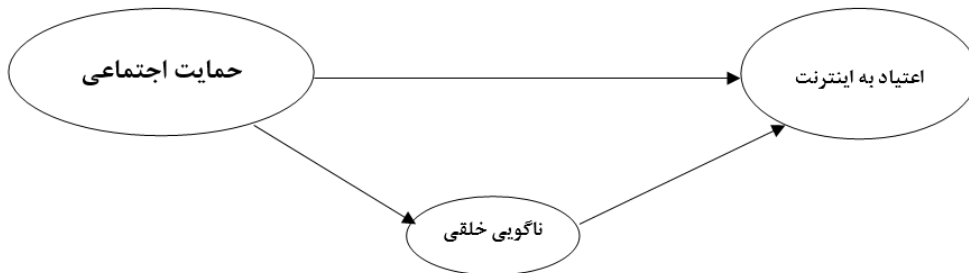 حمایت اجتماعی
اعتیاد به اینترنت
ناگویی خلقی